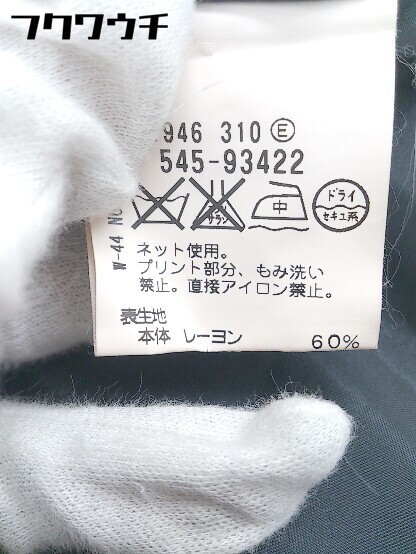 フクワウチ
946 310 Ⓔ
545-93422
中
ドライ
セキユ系
ネット使用。
プリント部分、もみ洗い
禁止。直接アイロン禁止。
表生地
本体 レーヨン 60%